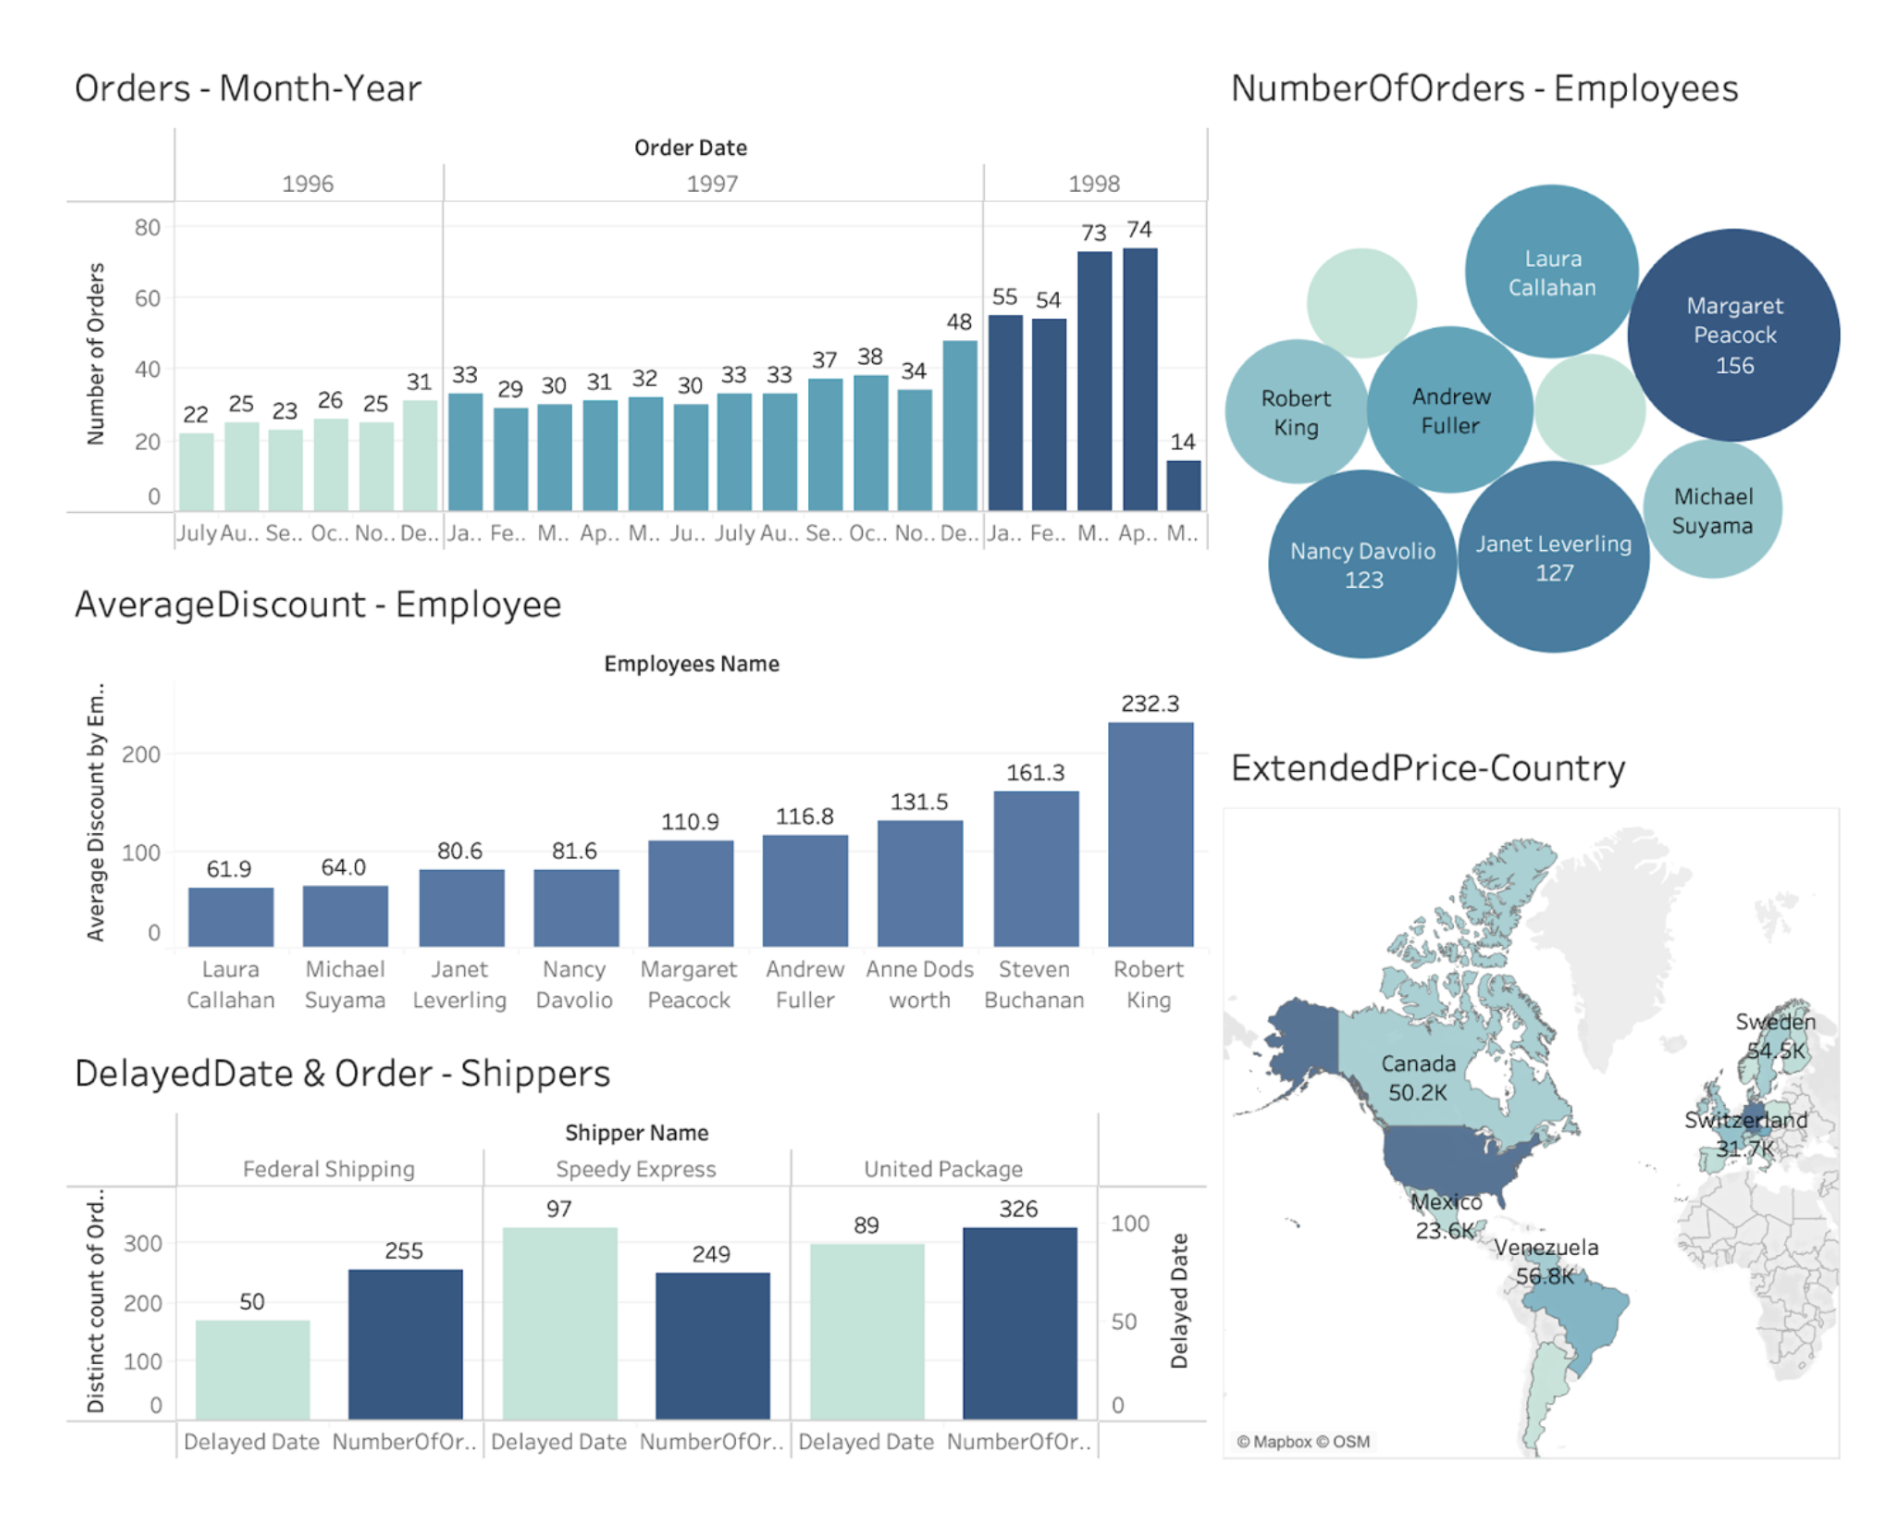 Orders - Month-Year
Order Date
1996 1997 1998
Number of Orders
80
60
40
20
0
22 25 23 26 25 31 33 29 30 31 32 30 33 33 37 38 34 48 55 54 73 74 14
July Au.. Se.. Oc.. No.. De.. Ja.. Fe.. M.. Ap.. M.. Ju.. July Au.. Se.. Oc.. No.. De.. Ja.. Fe.. M.. Ap.. M..
NumberOfOrders - Employees
Laura
Callahan
Margaret
Peacock
156
Robert
King
Andrew
Fuller
Michael
Suyama
Nancy Davolio
123
Janet Leverling
127
AverageDiscount - Employee
Employees Name
Average Discount by Em..
200
100
0
61.9 64.0 80.6 81.6 110.9 116.8 131.5 161.3 232.3
Laura Michael Janet Nancy Margaret Andrew Anne Dods Steven Robert
Callahan Suyama Leverling Davolio Peacock Fuller worth Buchanan King
ExtendedPrice-Country
Canada
50.2K
Sweden
54.5K
Switzerland
31.7K
Mexico
23.6K
Venezuela
56.8K
© Mapbox © OSM
DelayedDate & Order - Shippers
Shipper Name
Federal Shipping Speedy Express United Package
Distinct count of Ord..
300
200
100
0
50 255 97 249 89 326
100
50
0
Delayed Date
Delayed Date NumberOfOr.. Delayed Date NumberOfOr.. Delayed Date NumberOfOr..